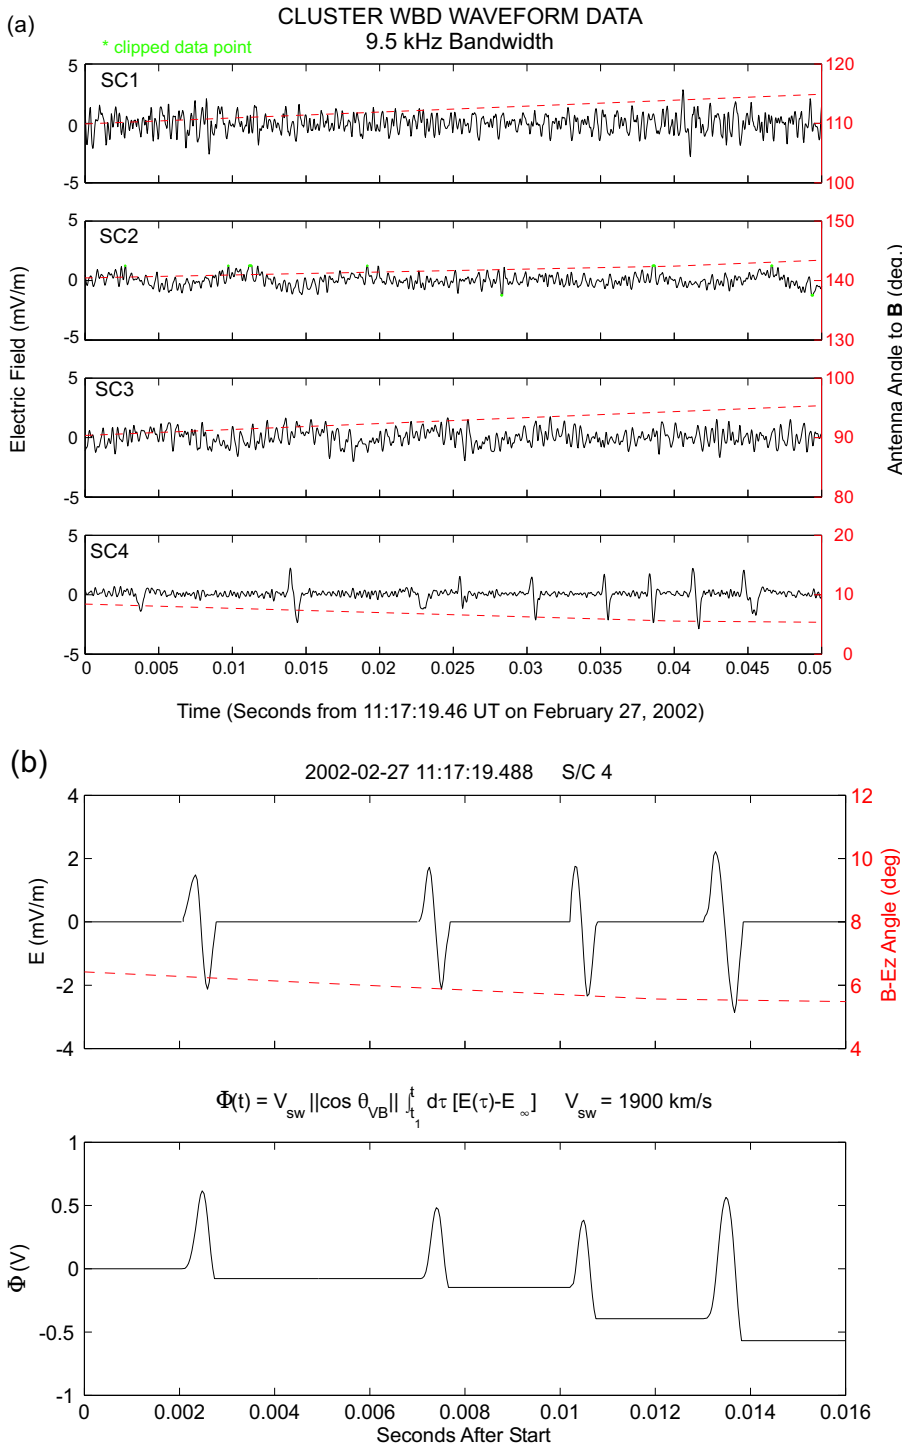 (a)
CLUSTER WBD WAVEFORM DATA
9.5 kHz Bandwidth
* clipped data point
Electric Field (mV/m)
Antenna Angle to B (deg.)
SC1
5
0
-5
120
110
100
SC2
5
0
-5
150
140
130
SC3
5
0
-5
100
90
80
SC4
5
0
-5
20
10
0
0 0.005 0.01 0.015 0.02 0.025 0.03 0.035 0.04 0.045 0.05
Time (Seconds from 11:17:19.46 UT on February 27, 2002)
(b)
2002-02-27 11:17:19.488 S/C 4
E (mV/m)
4
2
0
-2
-4
B-Ez Angle (deg)
12
10
8
6
4
Φ(t) = V_sw ||cos θ_VB|| ∫_t₁^t dτ [E(τ)-E_∞] V_sw = 1900 km/s
Φ (V)
1
0.5
0
-0.5
-1
0 0.002 0.004 0.006 0.008 0.01 0.012 0.014 0.016
Seconds After Start